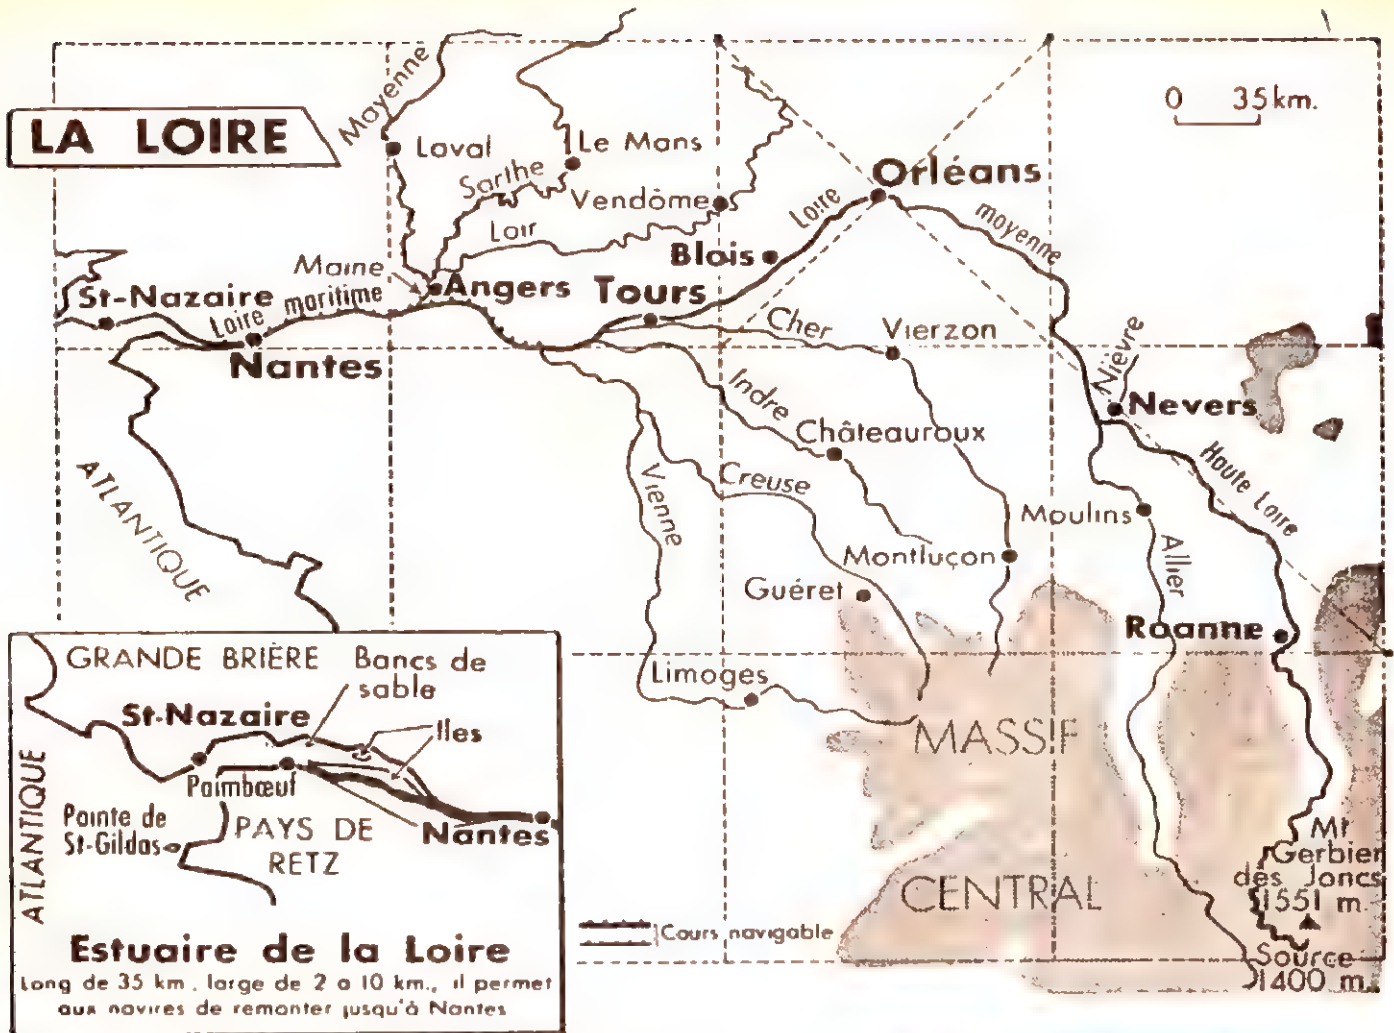 LA LOIRE
0 35 km.
Mayenne
Laval
Sarthe
Le Mans
Vendôme
Loir
Orléans
Loire
moyenne
Blois
Maine
Angers
Tours
St-Nazaire
Loire maritime
Nantes
Cher
Vierzon
Nièvre
Nevers
Indre
Châteauroux
Haute Loire
ATLANTIQUE
Vienne
Creuse
Moulins
Allier
Montluçon
Guéret
Roanne
Limoges
MASSIF
CENTRAL
Mt
Gerbier
des Joncs
1551 m
Source
1400 m.
Cours navigable
GRANDE BRIÈRE
Bancs de
sable
St-Nazaire
Iles
Paimbœuf
ATLANTIQUE
Pointe de
St-Gildas
PAYS DE
RETZ
Nantes
Estuaire de la Loire
Long de 35 km. large de 2 a 10 km., il permet
aux navires de remonter jusqu'à Nantes